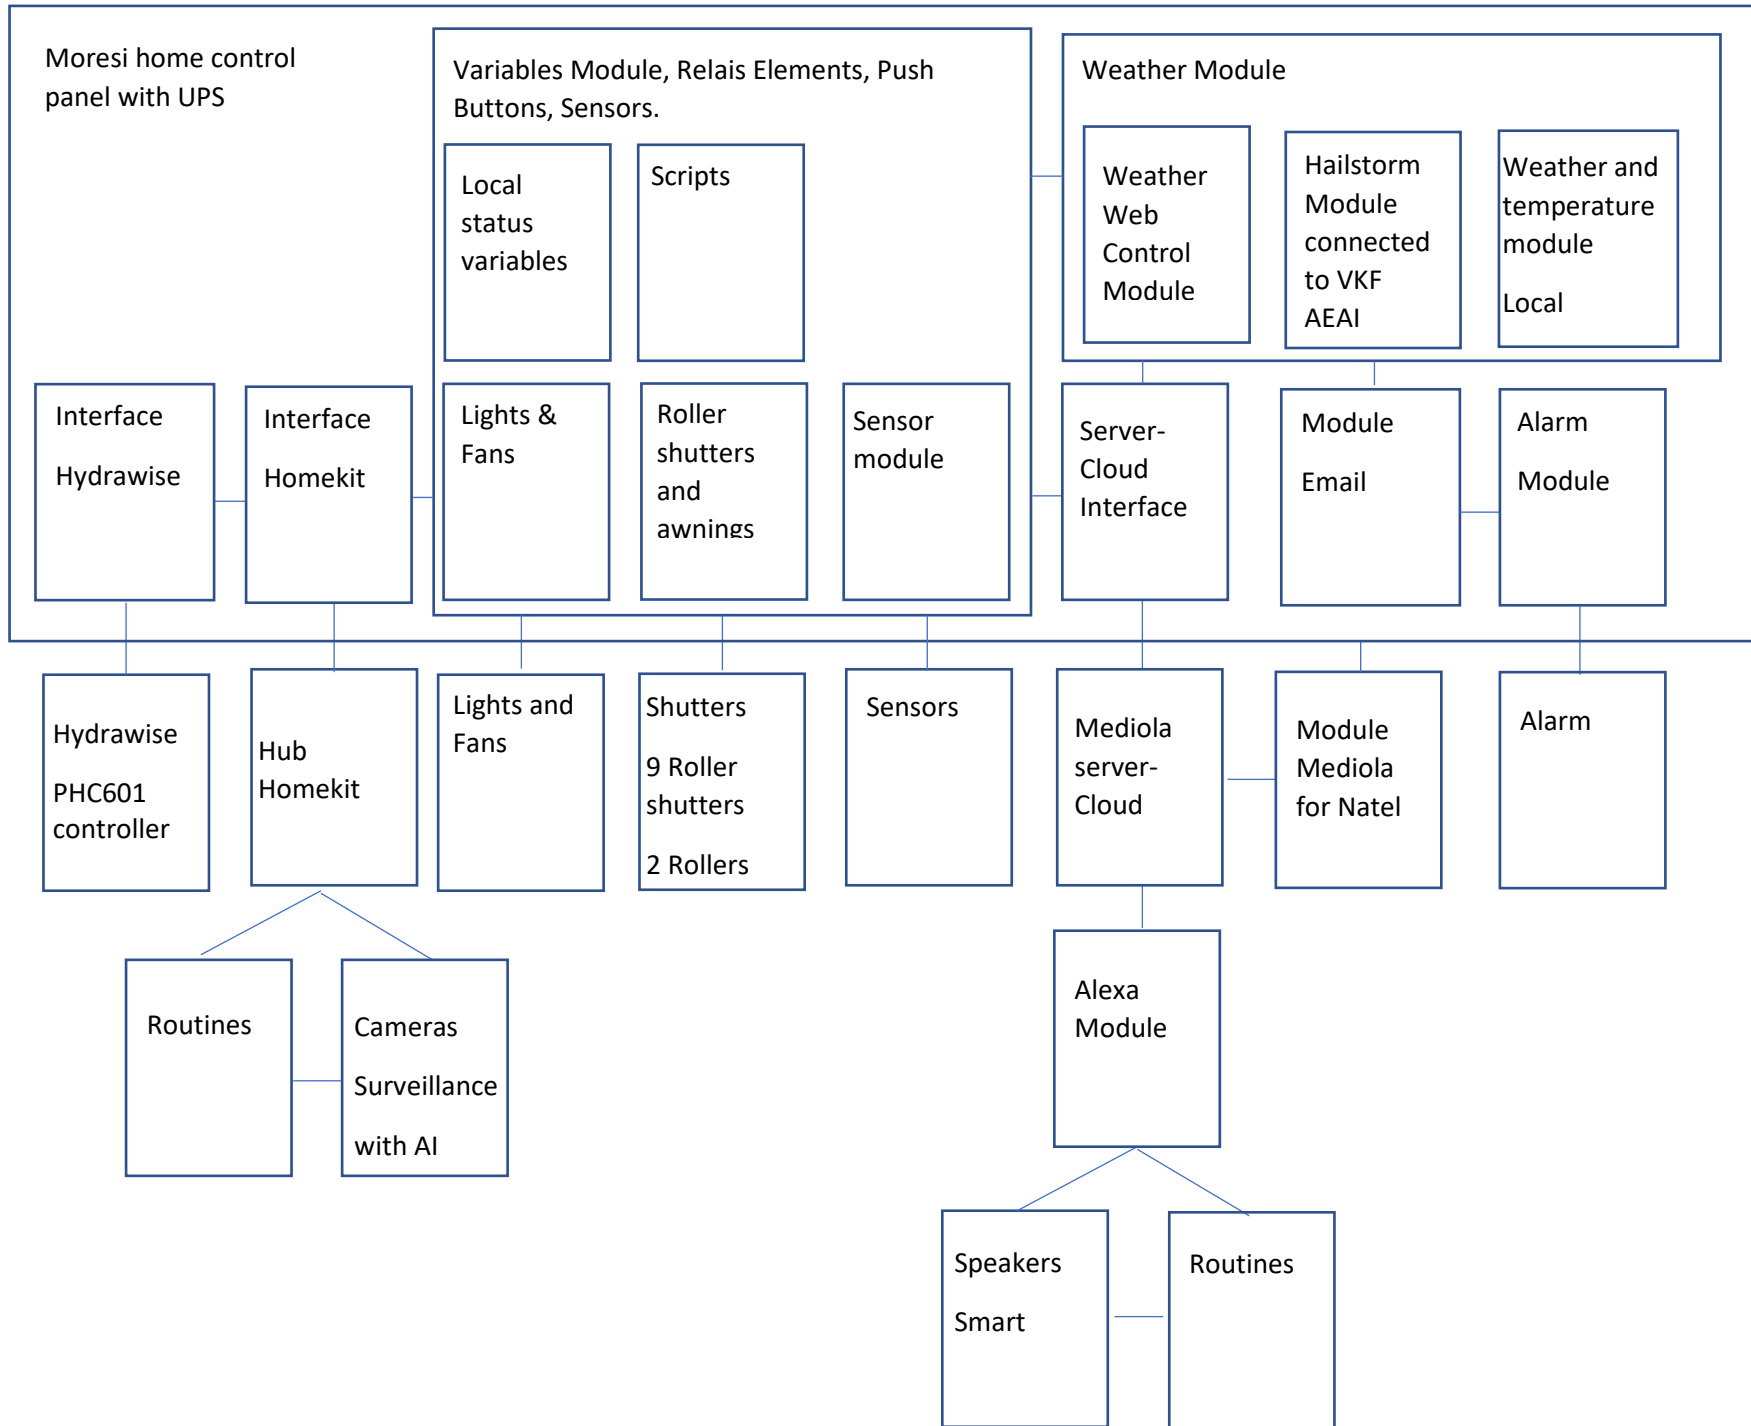 Moresi home control
panel with UPS
Variables Module, Relais Elements, Push
Buttons, Sensors.
Weather Module
Local
status
variables
Scripts
Weather
Web
Control
Module
Hailstorm
Module
connected
to VKF
AEAI
Weather and
temperature
module
Local
Interface
Hydrawise
Interface
Homekit
Lights &
Fans
Roller
shutters
and
awnings
Sensor
module
Server-
Cloud
Interface
Module
Email
Alarm
Module
Hydrawise
PHC601
controller
Hub
Homekit
Lights and
Fans
Shutters
9 Roller
shutters
2 Rollers
Sensors
Mediola
server-
Cloud
Module
Mediola
for Natel
Alarm
Routines
Cameras
Surveillance
with AI
Alexa
Module
Speakers
Smart
Routines